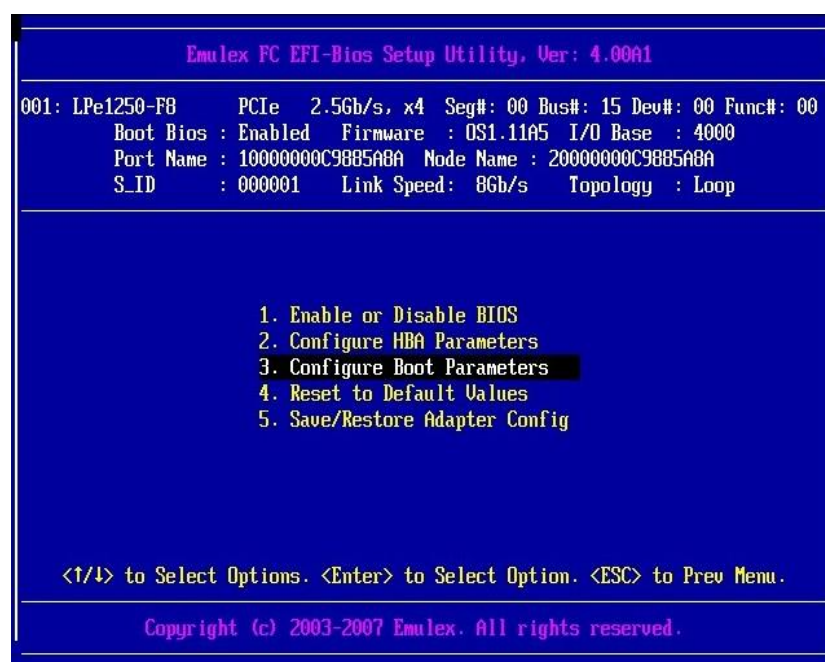 Emulex FC EFI-Bios Setup Utility, Ver: 4.00A1
001: LPe1250-F8 PCIe 2.5Gb/s, x4 Seg#: 00 Bus#: 15 Dev#: 00 Func#: 00
Boot Bios : Enabled Firmware : OS1.11A5 I/O Base : 4000
Port Name : 10000000C9885A8A Node Name : 20000000C9885A8A
S_ID : 000001 Link Speed: 8Gb/s Topology : Loop
1. Enable or Disable BIOS
2. Configure HBA Parameters
3. Configure Boot Parameters
4. Reset to Default Values
5. Save/Restore Adapter Config
<↑/↓> to Select Options. <Enter> to Select Option. <ESC> to Prev Menu.
Copyright (c) 2003-2007 Emulex. All rights reserved.